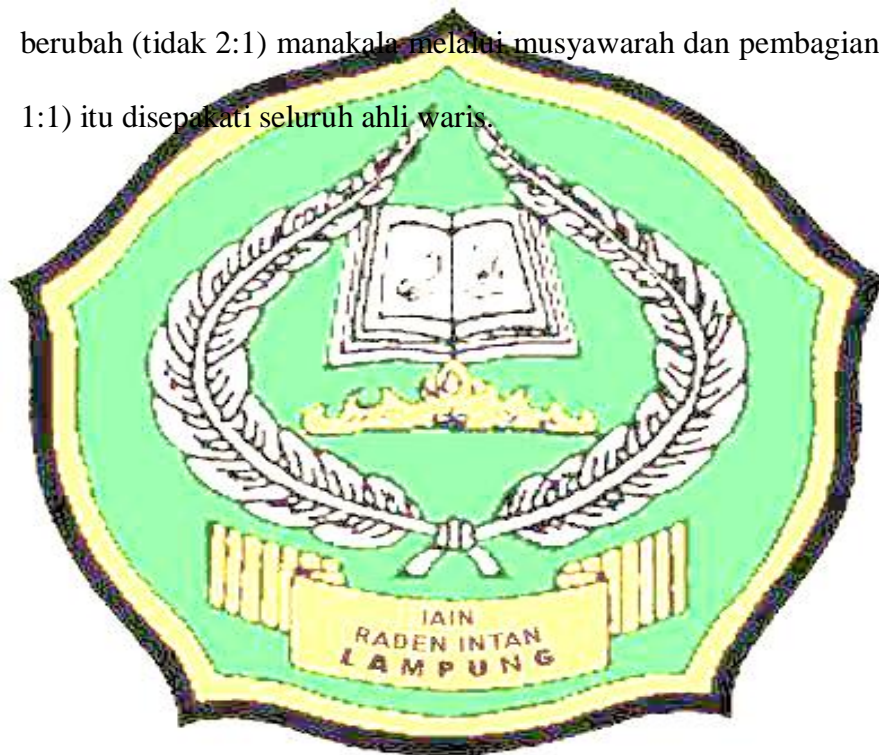 berubah (tidak 2:1) manakala melalui musyawarah dan pembagian
1:1) itu disepakati seluruh ahli waris.
IAIN
RADEN INTAN
LAMPUNG